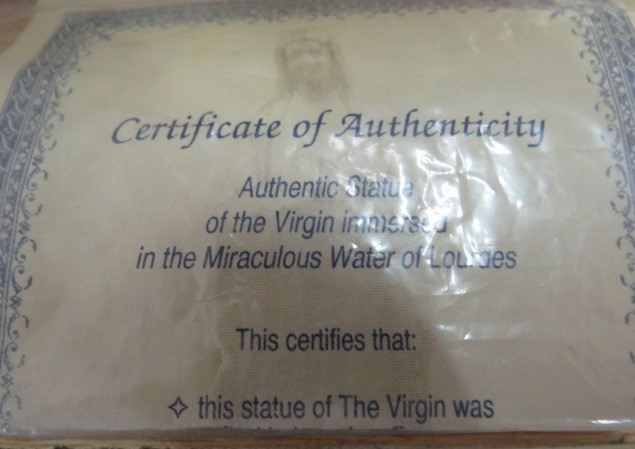 Certificate of Authenticity
Authentic Statue
of the Virgin immersed
in the Miraculous Water of Lourdes
This certifies that:
✧ this statue of The Virgin was